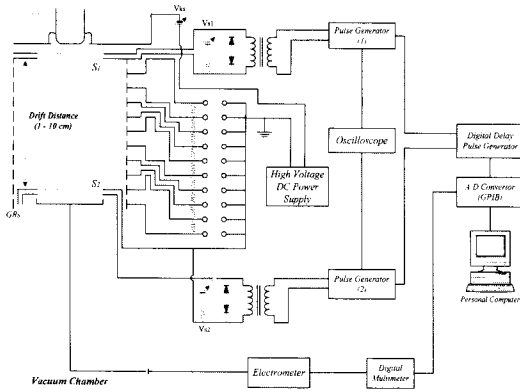 Vks
Vs1
Pulse Generator
(1)
S1
Drift Distance
(1 - 10 cm)
Oscilloscope
Digital Delay
Pulse Generator
High Voltage
DC Power
Supply
A D Convertor
(GPIB)
S2
GRs
Pulse Generator
(2)
Personal Computer
Vs2
Vacuum Chamber
Electrometer
Digital
Multimeter